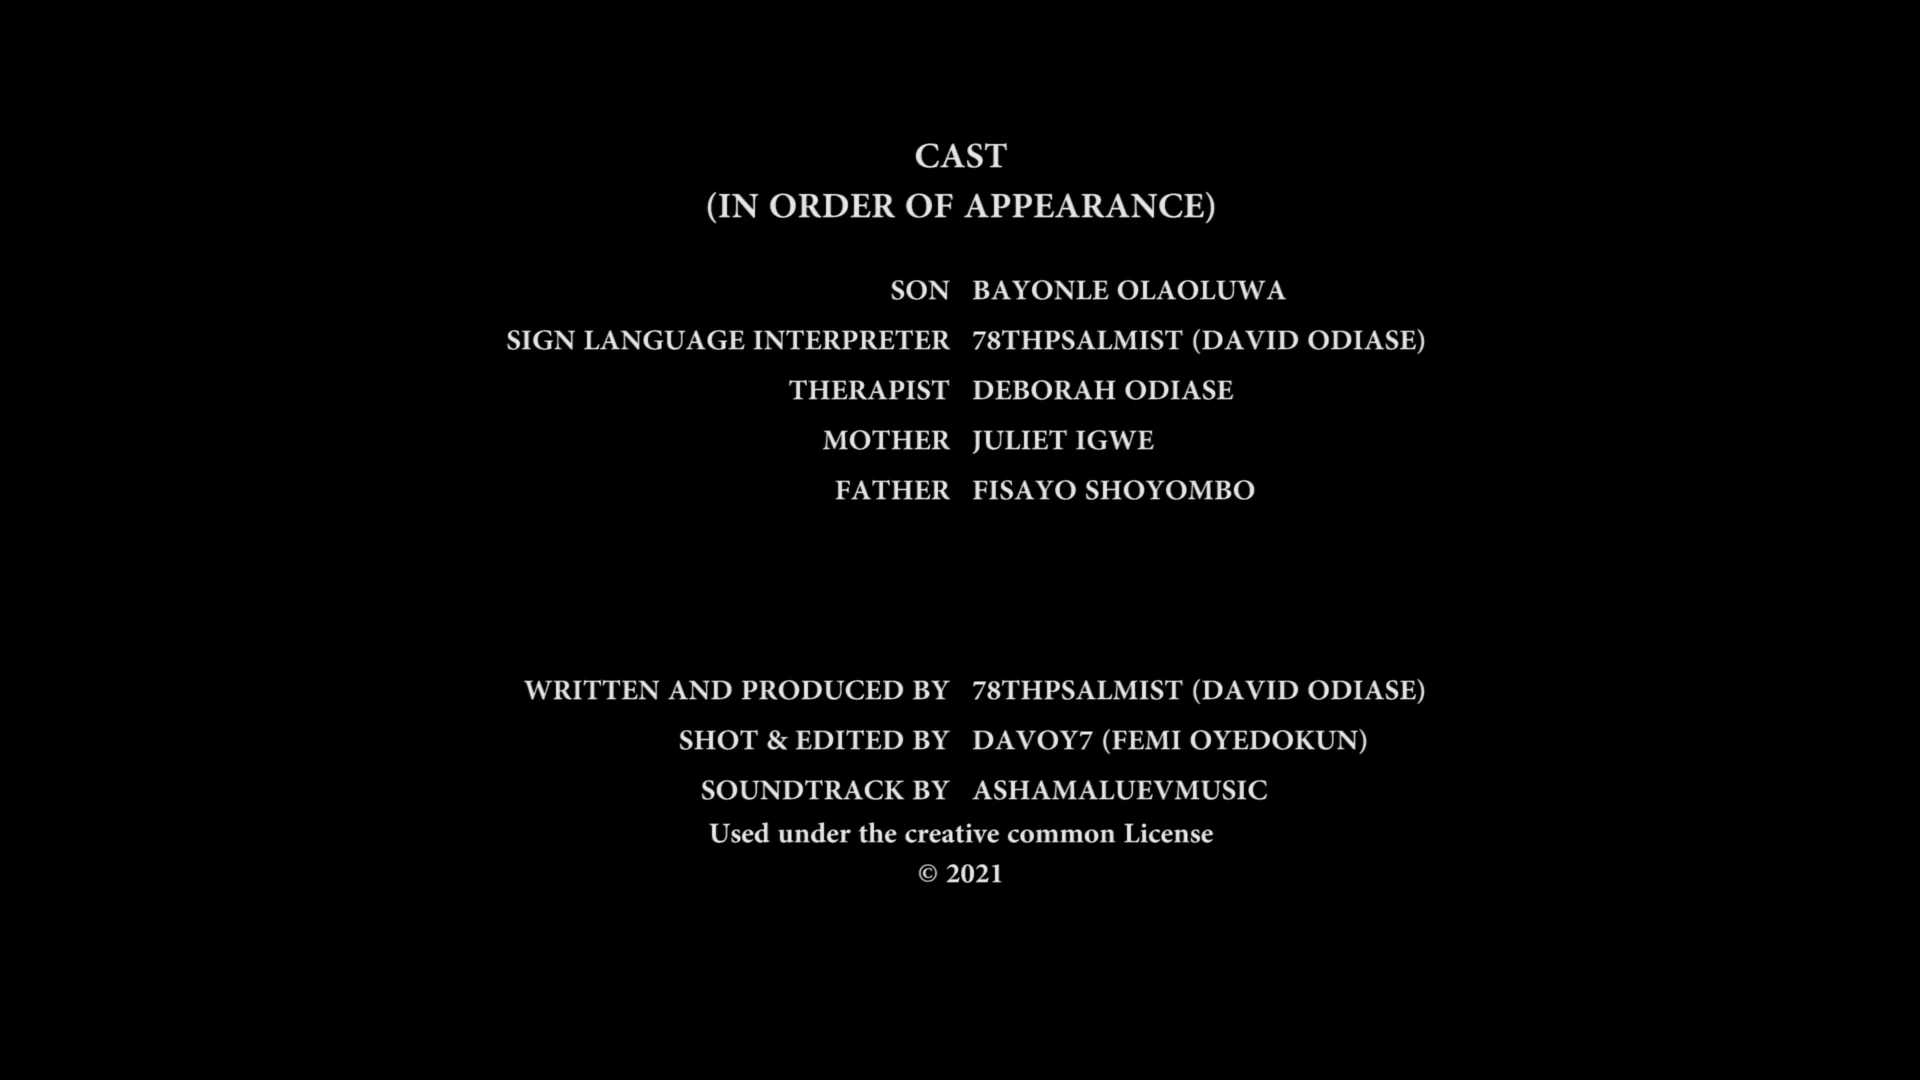 CAST
(IN ORDER OF APPEARANCE)
SON BAYONLE OLAOLUWA
SIGN LANGUAGE INTERPRETER 78THPSALMIST (DAVID ODIASE)
THERAPIST DEBORAH ODIASE
MOTHER JULIET IGWE
FATHER FISAYO SHOYOMBO
WRITTEN AND PRODUCED BY 78THPSALMIST (DAVID ODIASE)
SHOT & EDITED BY DAVOY7 (FEMI OYEDOKUN)
SOUNDTRACK BY ASHAMALUEVMUSIC
Used under the creative common License
© 2021